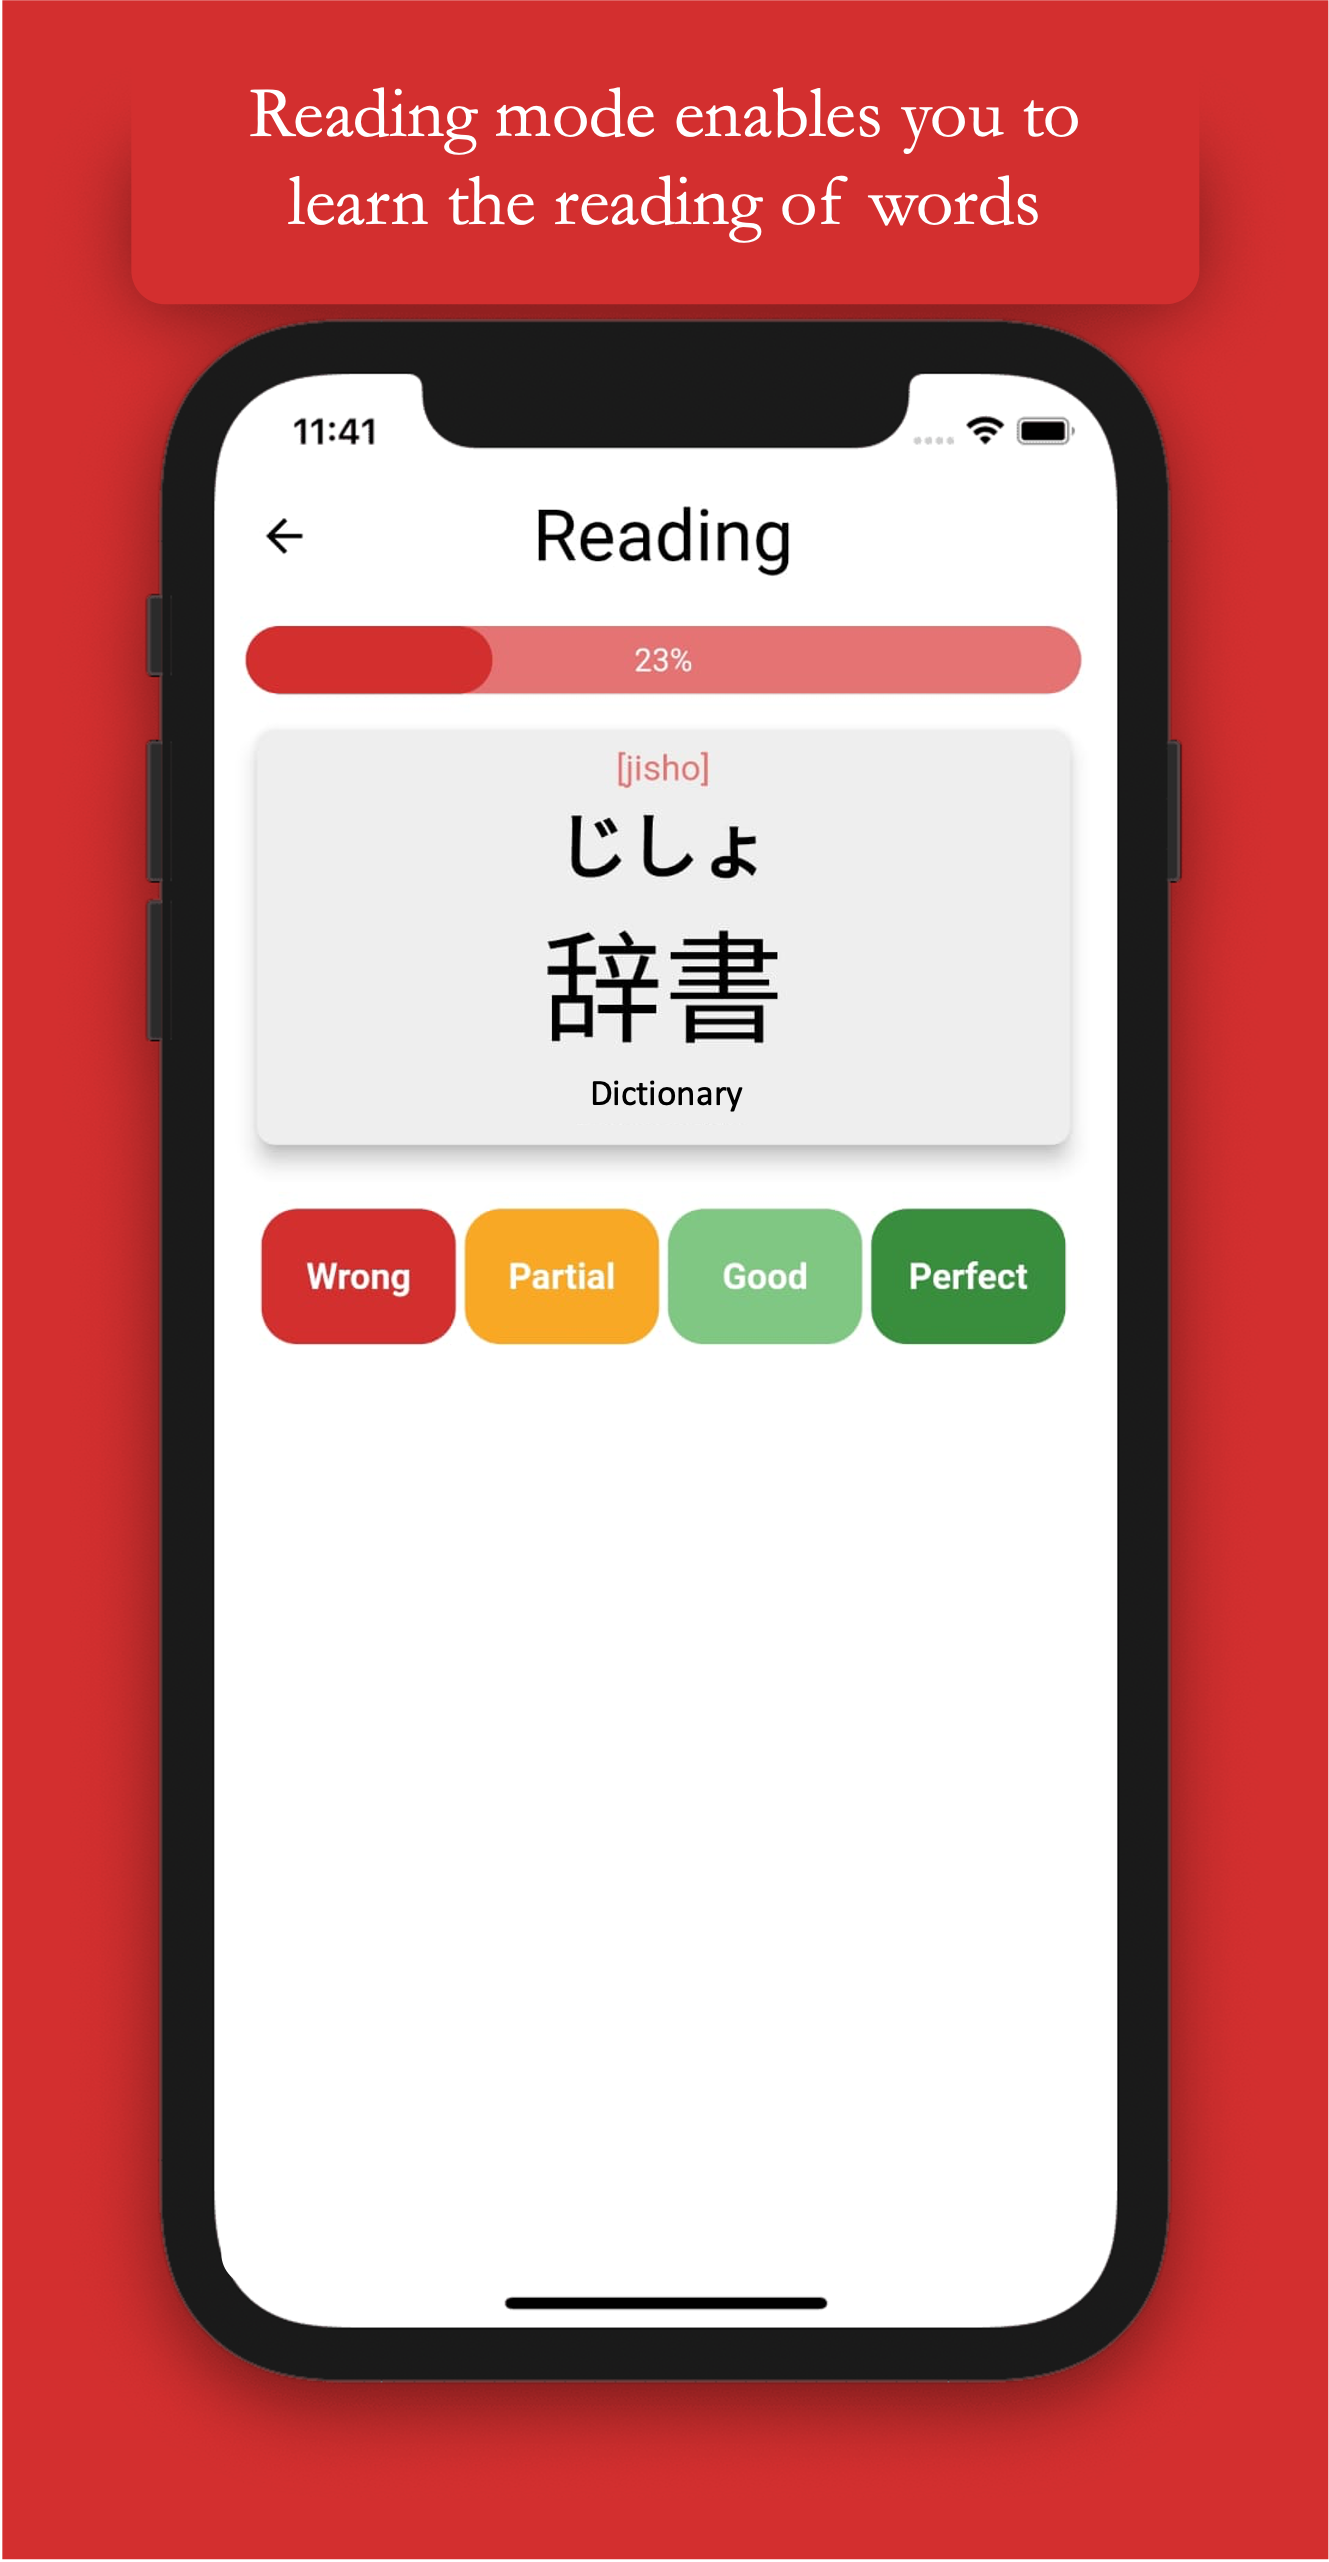 Reading mode enables you to
learn the reading of words
11:41
Reading
23%
[jisho]
じしょ
辞書
Dictionary
Wrong Partial Good Perfect